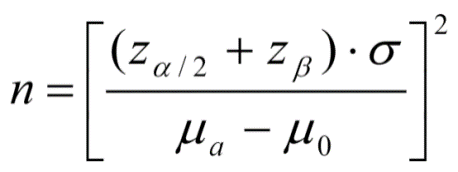 n = [ (z_{α/2} + z_β) · σ / μ_a − μ_0 ]^2